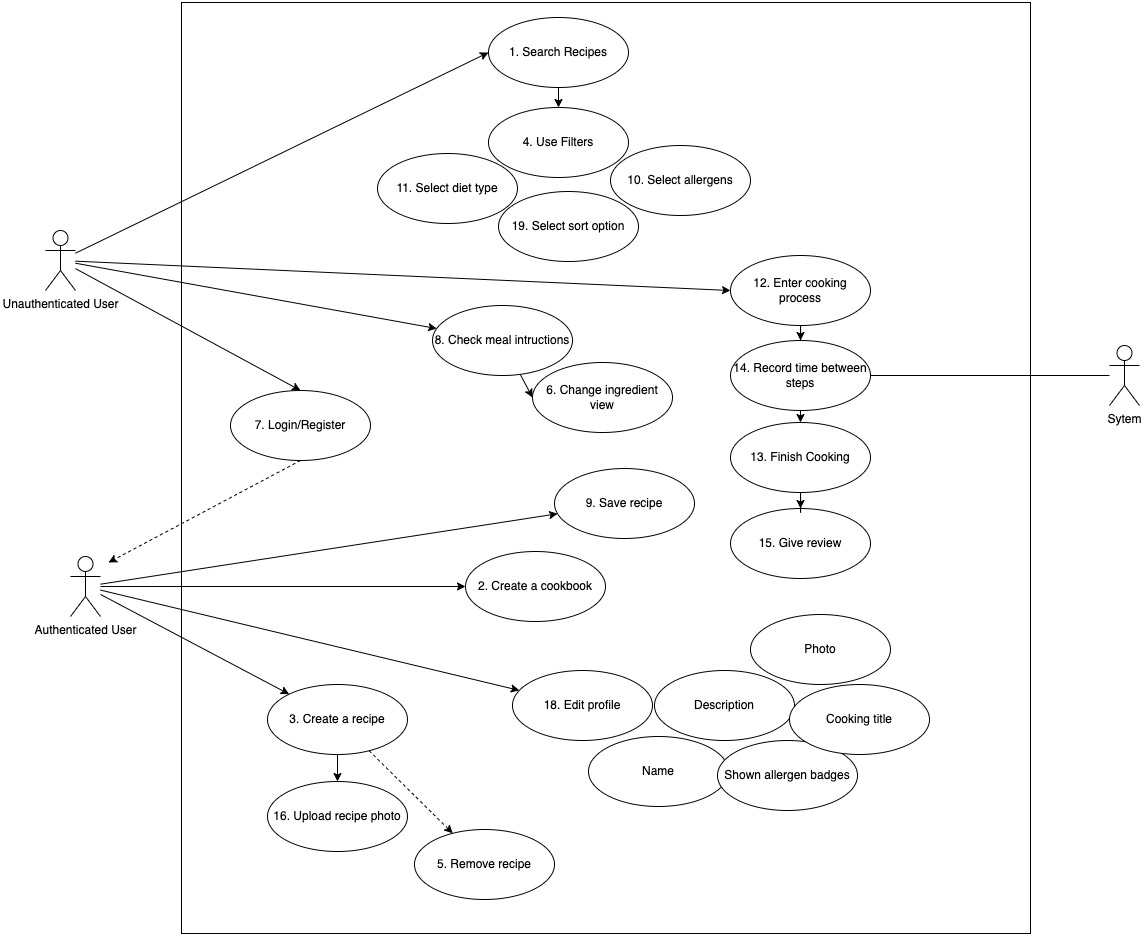 1. Search Recipes
4. Use Filters
11. Select diet type
10. Select allergens
19. Select sort option
Unauthenticated User
12. Enter cooking
process
8. Check meal intructions
14. Record time between
steps
6. Change ingredient
view
Sytem
7. Login/Register
13. Finish Cooking
9. Save recipe
15. Give review
2. Create a cookbook
Authenticated User
Photo
18. Edit profile
Description
Cooking title
3. Create a recipe
Name
Shown allergen badges
16. Upload recipe photo
5. Remove recipe